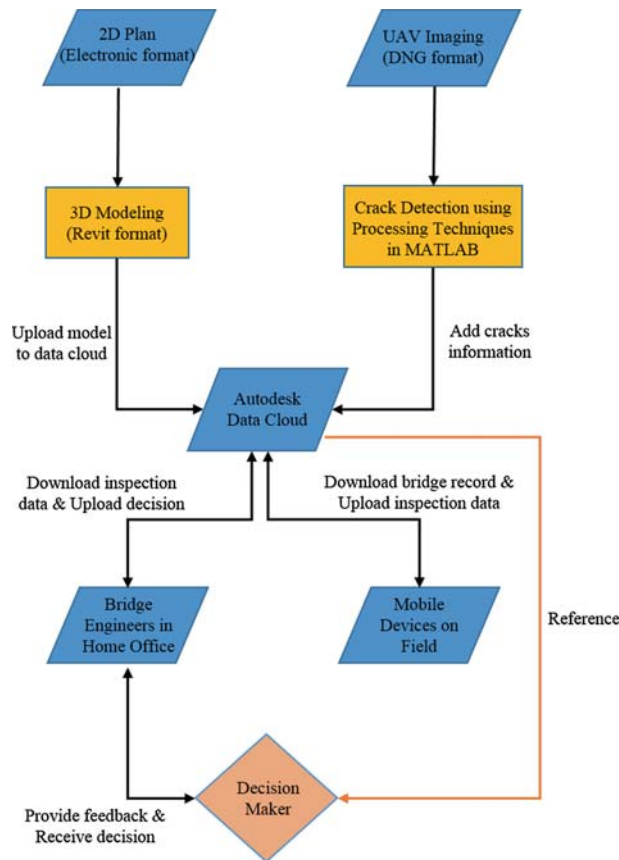 2D Plan
(Electronic format)
UAV Imaging
(DNG format)
3D Modeling
(Revit format)
Crack Detection using
Processing Techniques
in MATLAB
Upload model
to data cloud
Add cracks
information
Autodesk
Data Cloud
Download inspection
data & Upload decision
Download bridge record &
Upload inspection data
Bridge
Engineers in
Home Office
Mobile
Devices on
Field
Reference
Decision
Maker
Provide feedback &
Receive decision